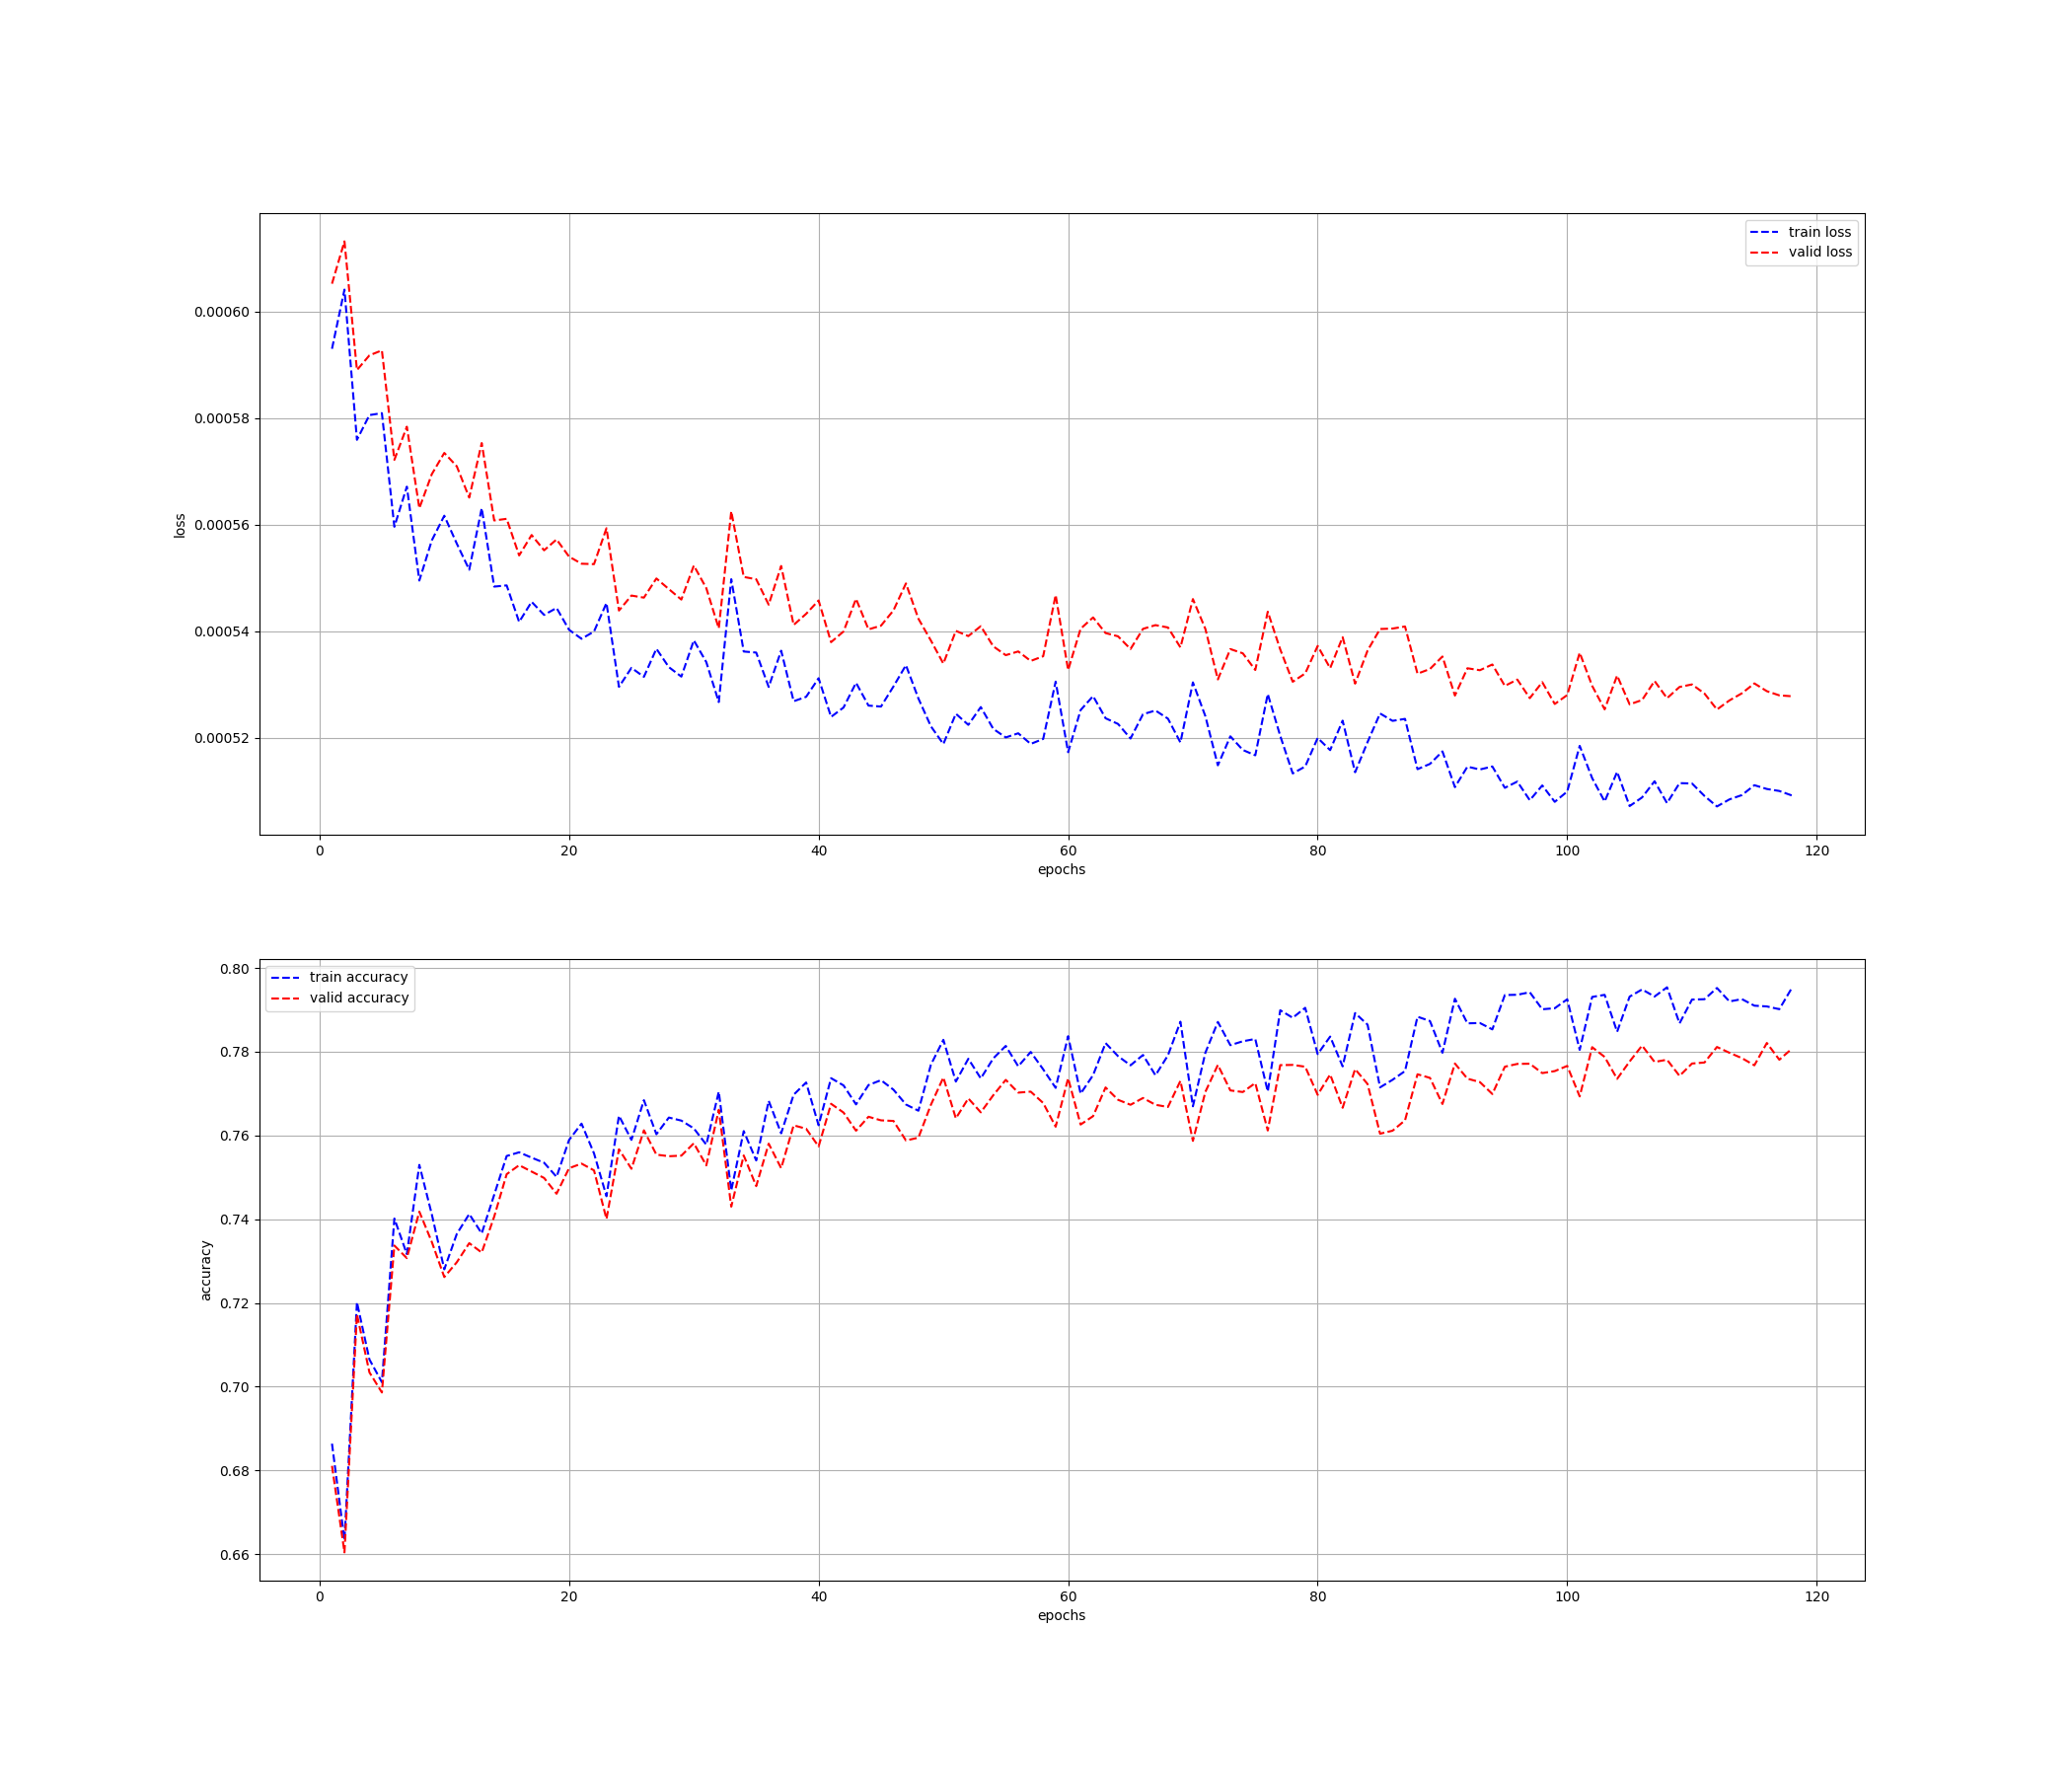 train loss
valid loss
0.00060
0.00058
0.00056
0.00054
0.00052
loss
0 20 40 60 80 100 120
epochs
train accuracy
valid accuracy
0.80
0.78
0.76
0.74
0.72
0.70
0.68
0.66
accuracy
0 20 40 60 80 100 120
epochs